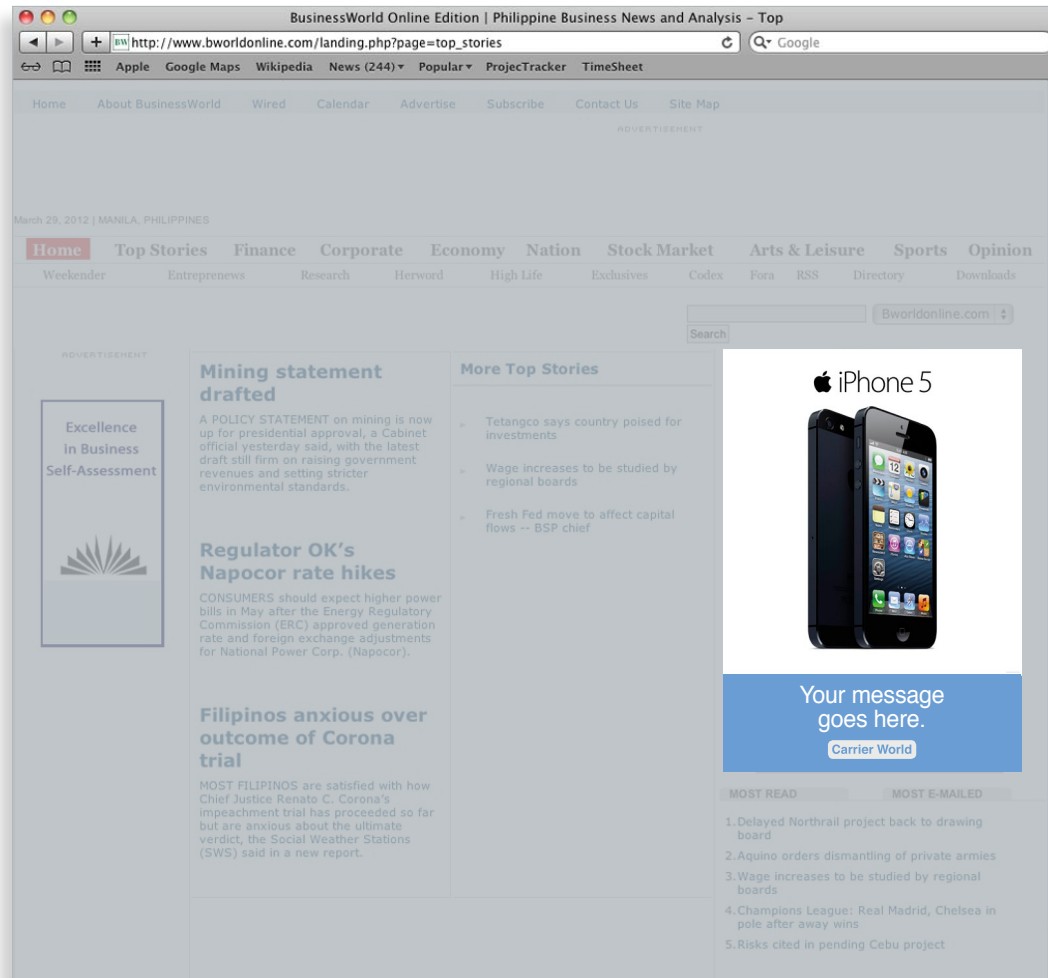 BusinessWorld Online Edition | Philippine Business News and Analysis – Top
http://www.bworldonline.com/landing.php?page=top_stories
Google
Apple Google Maps Wikipedia News (244) Popular ProjecTracker TimeSheet
Home About BusinessWorld Wired Calendar Advertise Subscribe Contact Us Site Map
ADVERTISEMENT
March 29, 2012 | MANILA, PHILIPPINES
Home Top Stories Finance Corporate Economy Nation Stock Market Arts & Leisure Sports Opinion
Weekender Entreprenews Research Herword High Life Exclusives Codex Fora RSS Directory Downloads
Bworldonline.com
Search
ADVERTISEMENT
Excellence
in Business
Self-Assessment
Mining statement
drafted
A POLICY STATEMENT on mining is now
up for presidential approval, a Cabinet
official yesterday said, with the latest
draft still firm on raising government
revenues and setting stricter
environmental standards.
Regulator OK's
Napocor rate hikes
CONSUMERS should expect higher power
bills in May after the Energy Regulatory
Commission (ERC) approved generation
rate and foreign exchange adjustments
for National Power Corp. (Napocor).
Filipinos anxious over
outcome of Corona
trial
MOST FILIPINOS are satisfied with how
Chief Justice Renato C. Corona's
impeachment trial has proceeded so far
but are anxious about the ultimate
verdict, the Social Weather Stations
(SWS) said in a new report.
More Top Stories
Tetangco says country poised for
investments
Wage increases to be studied by
regional boards
Fresh Fed move to affect capital
flows -- BSP chief
iPhone 5
12
Your message
goes here.
Carrier World
MOST READ MOST E-MAILED
1. Delayed Northrail project back to drawing
board
2. Aquino orders dismantling of private armies
3. Wage increases to be studied by regional
boards
4. Champions League: Real Madrid, Chelsea in
pole after away wins
5. Risks cited in pending Cebu project